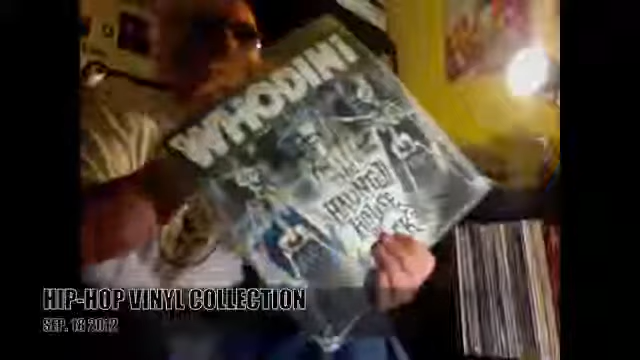 WHODINI
HAUNTED
HOUSE
HIP-HOP VINYL COLLECTION
SEP. 18 2012